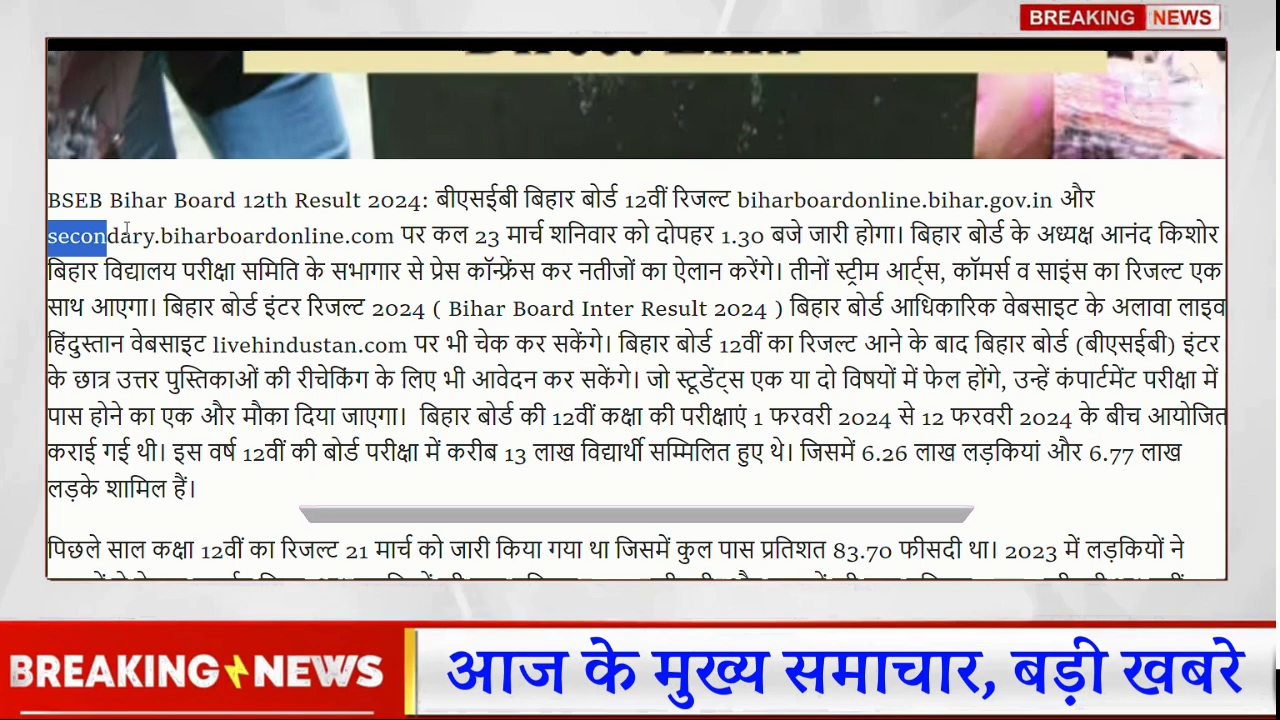 BREAKING NEWS
BSEB Bihar Board 12th Result 2024: बीएसईबी बिहार बोर्ड 12वीं रिजल्ट biharboardonline.bihar.gov.in और
secondary.biharboardonline.com पर कल 23 मार्च शनिवार को दोपहर 1.30 बजे जारी होगा। बिहार बोर्ड के अध्यक्ष आनंद किशोर
बिहार विद्यालय परीक्षा समिति के सभागार से प्रेस कॉन्फ्रेंस कर नतीजों का ऐलान करेंगे। तीनों स्ट्रीम आर्ट्स, कॉमर्स व साइंस का रिजल्ट एक
साथ आएगा। बिहार बोर्ड इंटर रिजल्ट 2024 ( Bihar Board Inter Result 2024 ) बिहार बोर्ड आधिकारिक वेबसाइट के अलावा लाइव
हिंदुस्तान वेबसाइट livehindustan.com पर भी चेक कर सकेंगे। बिहार बोर्ड 12वीं का रिजल्ट आने के बाद बिहार बोर्ड (बीएसईबी) इंटर
के छात्र उत्तर पुस्तिकाओं की रीचेकिंग के लिए भी आवेदन कर सकेंगे। जो स्टूडेंट्स एक या दो विषयों में फेल होंगे, उन्हें कंपार्टमेंट परीक्षा में
पास होने का एक और मौका दिया जाएगा। बिहार बोर्ड की 12वीं कक्षा की परीक्षाएं 1 फरवरी 2024 से 12 फरवरी 2024 के बीच आयोजित
कराई गई थी। इस वर्ष 12वीं की बोर्ड परीक्षा में करीब 13 लाख विद्यार्थी सम्मिलित हुए थे। जिसमें 6.26 लाख लड़कियां और 6.77 लाख
लड़के शामिल हैं।
पिछले साल कक्षा 12वीं का रिजल्ट 21 मार्च को जारी किया गया था जिसमें कुल पास प्रतिशत 83.70 फीसदी था। 2023 में लड़कियों ने
BREAKING NEWS
आज के मुख्य समाचार, बड़ी खबरे